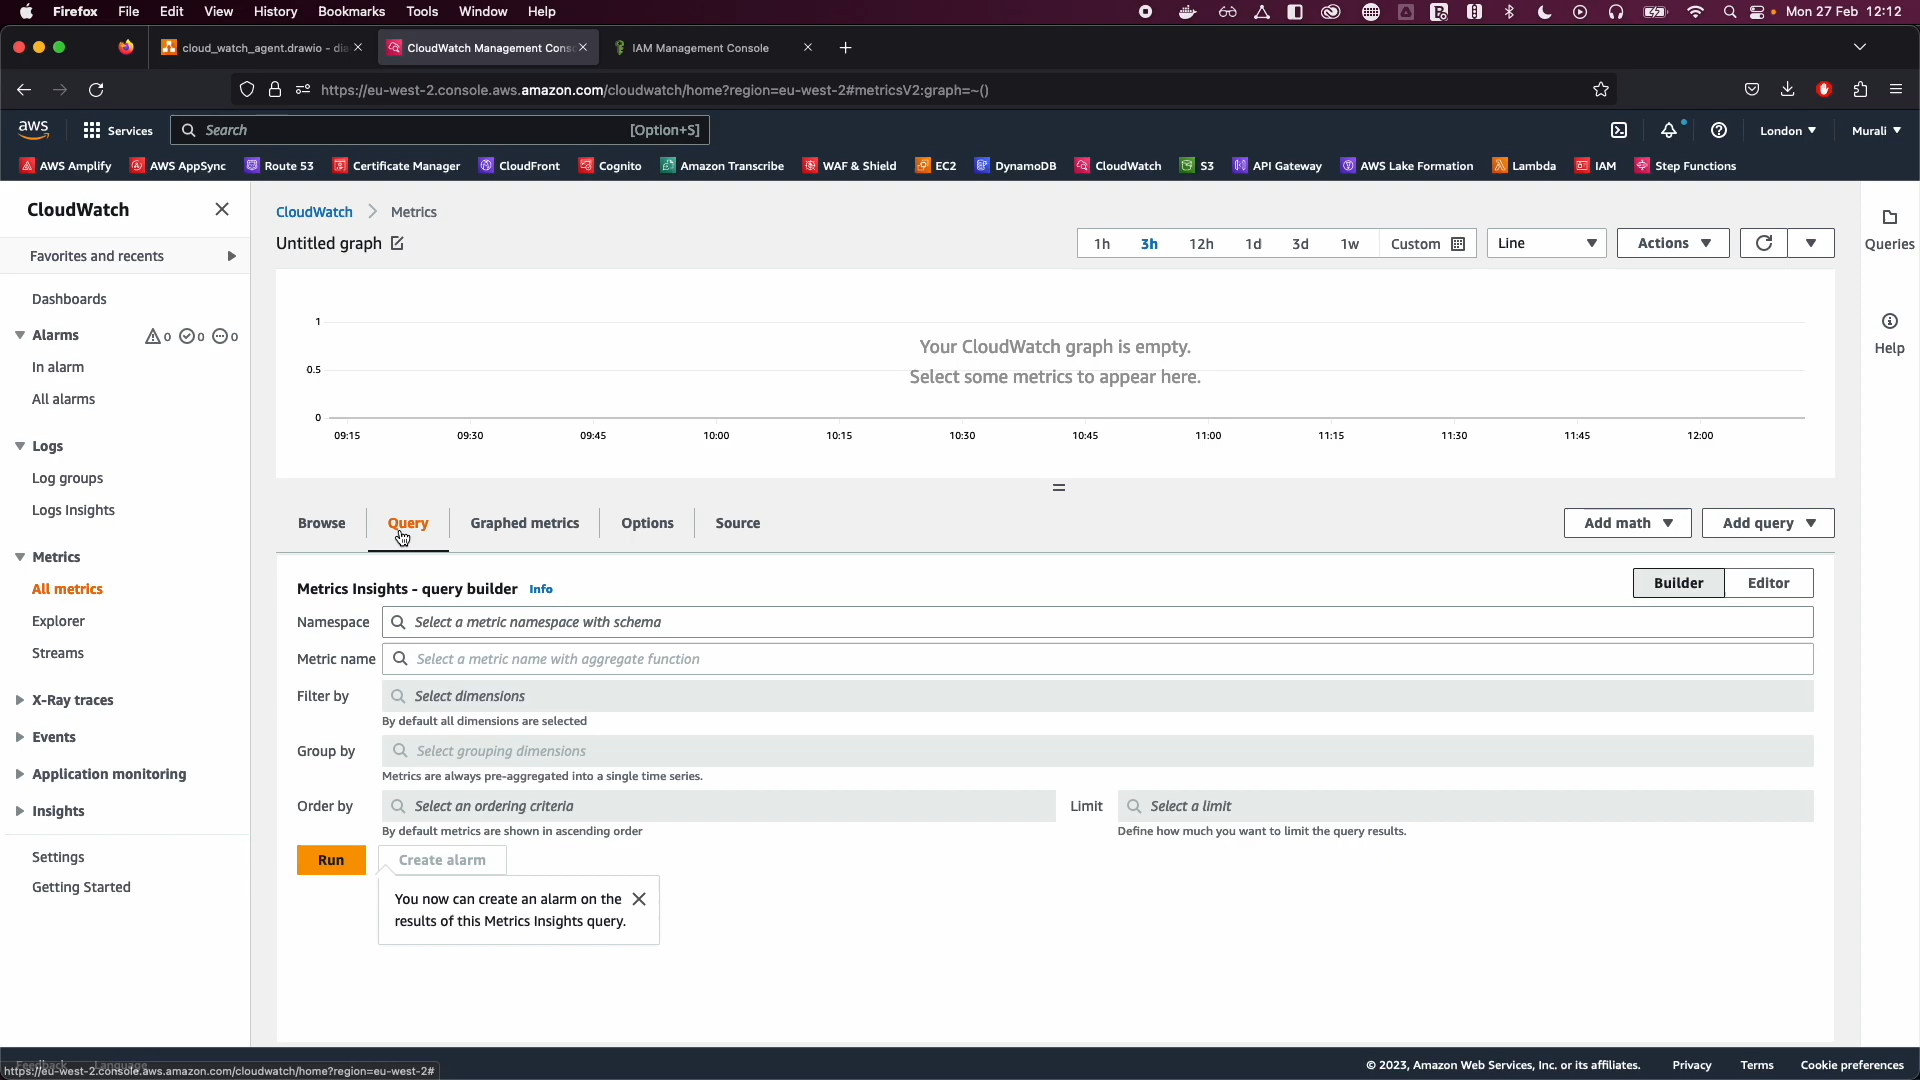 Firefox File Edit View History Bookmarks Tools Window Help Mon 27 Feb 12:12
cloud_watch_agent.drawio - dia CloudWatch Management Cons IAM Management Console
https://eu-west-2.console.aws.amazon.com/cloudwatch/home?region=eu-west-2#metricsV2:graph=~()
aws Services Search [Option+S] London Murali
AWS Amplify AWS AppSync Route 53 Certificate Manager CloudFront Cognito Amazon Transcribe WAF & Shield EC2 DynamoDB CloudWatch S3 API Gateway AWS Lake Formation Lambda IAM Step Functions
CloudWatch
Favorites and recents
Dashboards
Alarms 0 0 0
In alarm
All alarms
Logs
Log groups
Logs Insights
Metrics
All metrics
Explorer
Streams
X-Ray traces
Events
Application monitoring
Insights
Settings
Getting Started
CloudWatch Metrics
Untitled graph
1h 3h 12h 1d 3d 1w Custom Line Actions
Queries
Help
1
0.5
0
Your CloudWatch graph is empty.
Select some metrics to appear here.
09:15 09:30 09:45 10:00 10:15 10:30 10:45 11:00 11:15 11:30 11:45 12:00
Browse Query Graphed metrics Options Source Add math Add query
Metrics Insights - query builder Info Builder Editor
Namespace Select a metric namespace with schema
Metric name Select a metric name with aggregate function
Filter by Select dimensions
By default all dimensions are selected
Group by Select grouping dimensions
Metrics are always pre-aggregated into a single time series.
Order by Select an ordering criteria Limit Select a limit
By default metrics are shown in ascending order Define how much you want to limit the query results.
Run Create alarm
You now can create an alarm on the
results of this Metrics Insights query.
Feedback Language © 2023, Amazon Web Services, Inc. or its affiliates. Privacy Terms Cookie preferences
https://eu-west-2.console.aws.amazon.com/cloudwatch/home?region=eu-west-2#